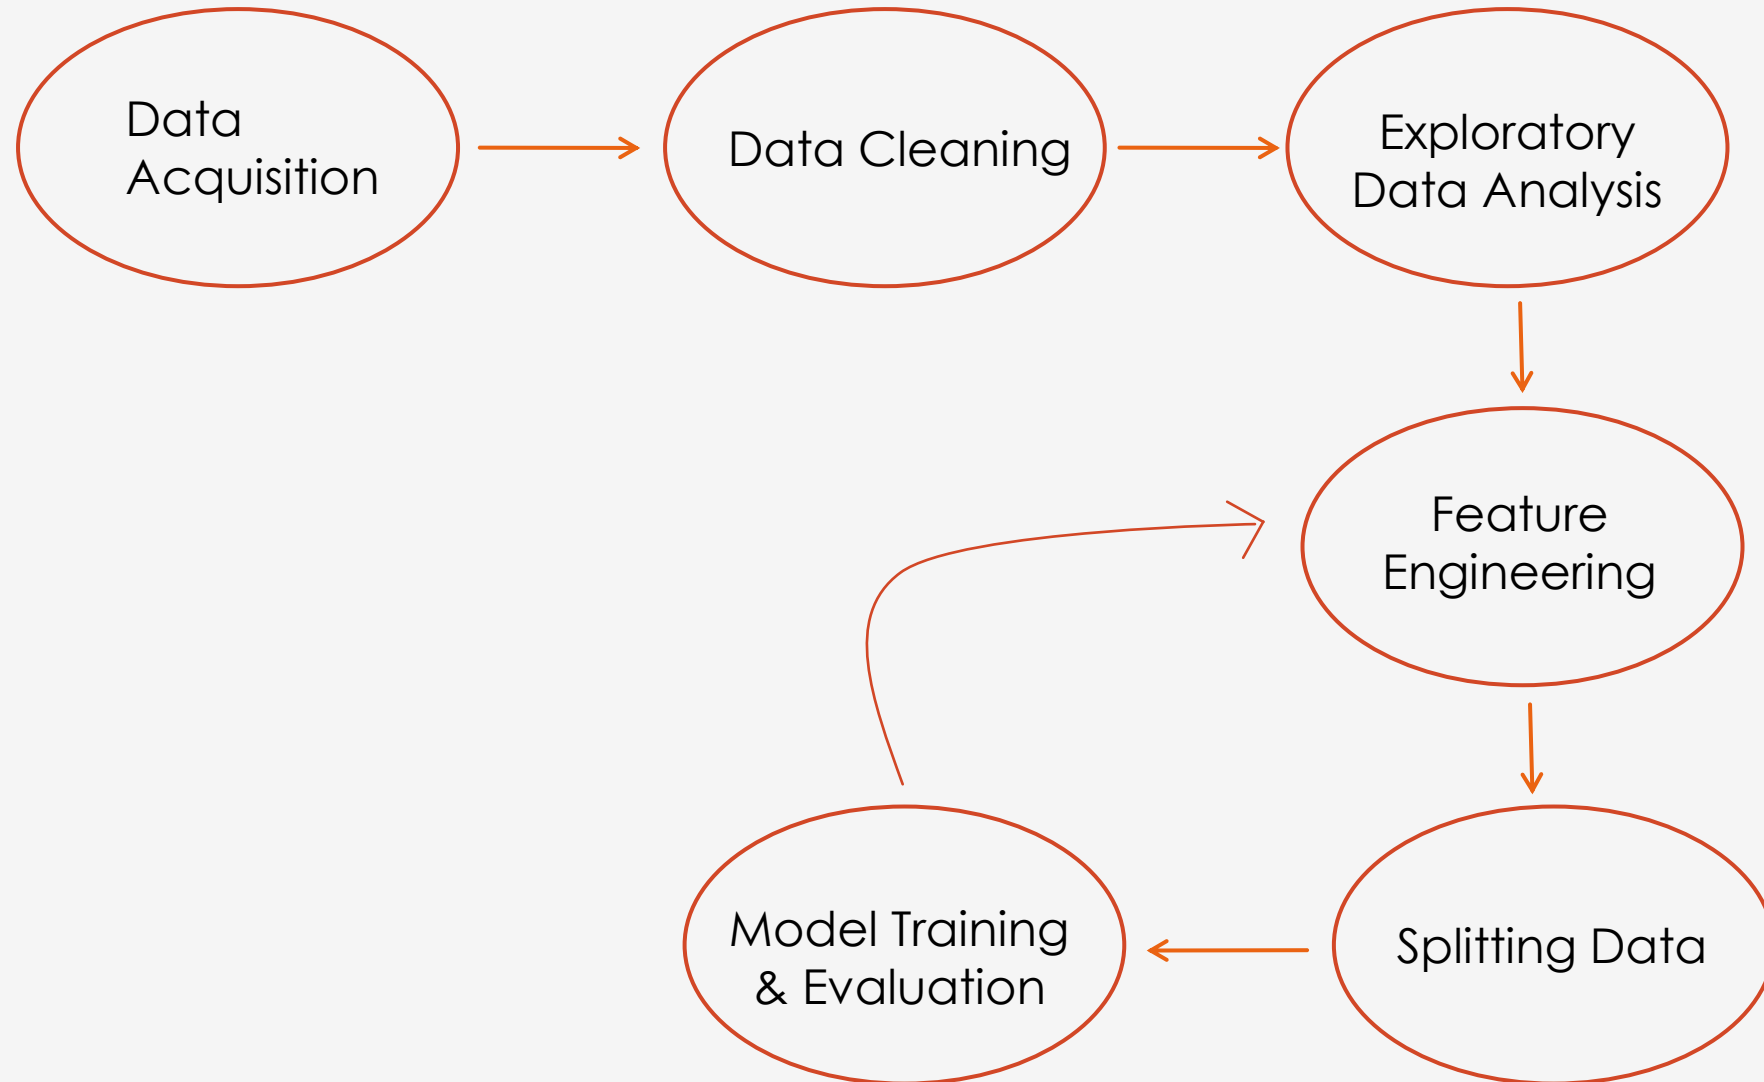 Data
Acquisition
Data Cleaning
Exploratory
Data Analysis
Feature
Engineering
Splitting Data
Model Training
& Evaluation